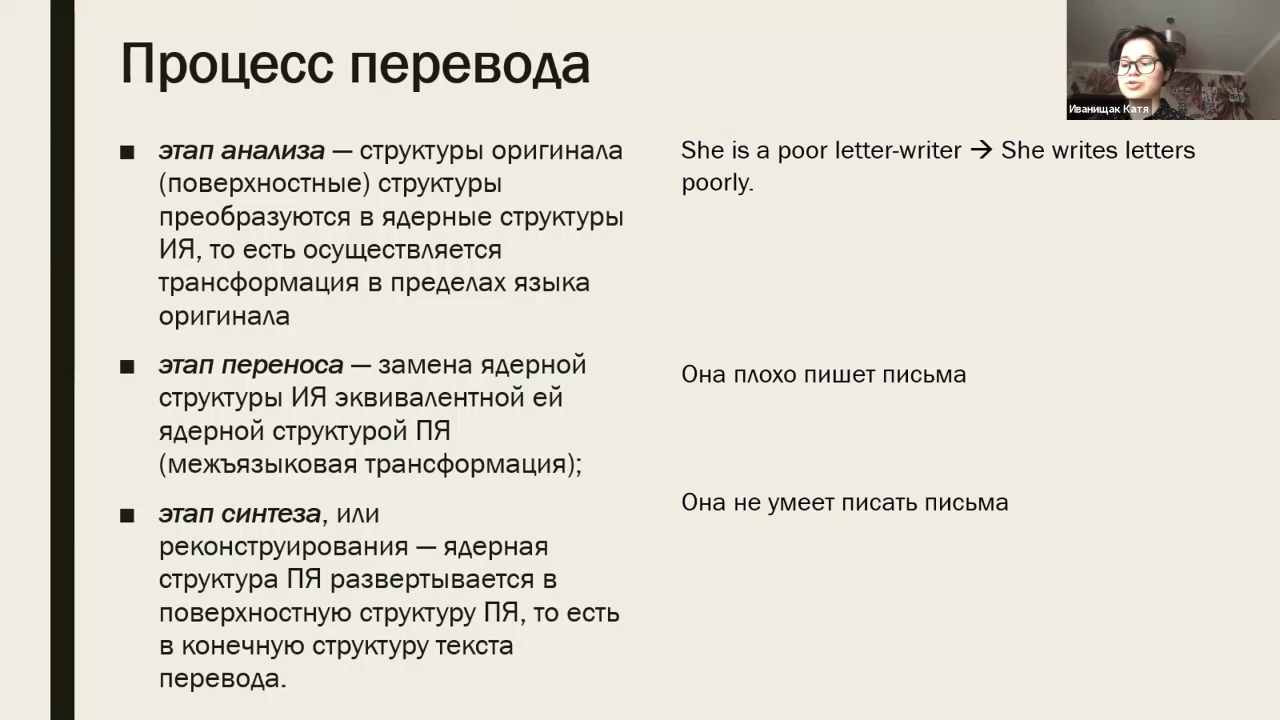 Процесс перевода
Иванищак Катя
■ этап анализа — структуры оригинала
(поверхностные) структуры
преобразуются в ядерные структуры
ИЯ, то есть осуществляется
трансформация в пределах языка
оригинала
■ этап переноса — замена ядерной
структуры ИЯ эквивалентной ей
ядерной структурой ПЯ
(межъязыковая трансформация);
■ этап синтеза, или
реконструирования — ядерная
структура ПЯ развертывается в
поверхностную структуру ПЯ, то есть
в конечную структуру текста
перевода.
She is a poor letter-writer → She writes letters
poorly.
Она плохо пишет письма
Она не умеет писать письма